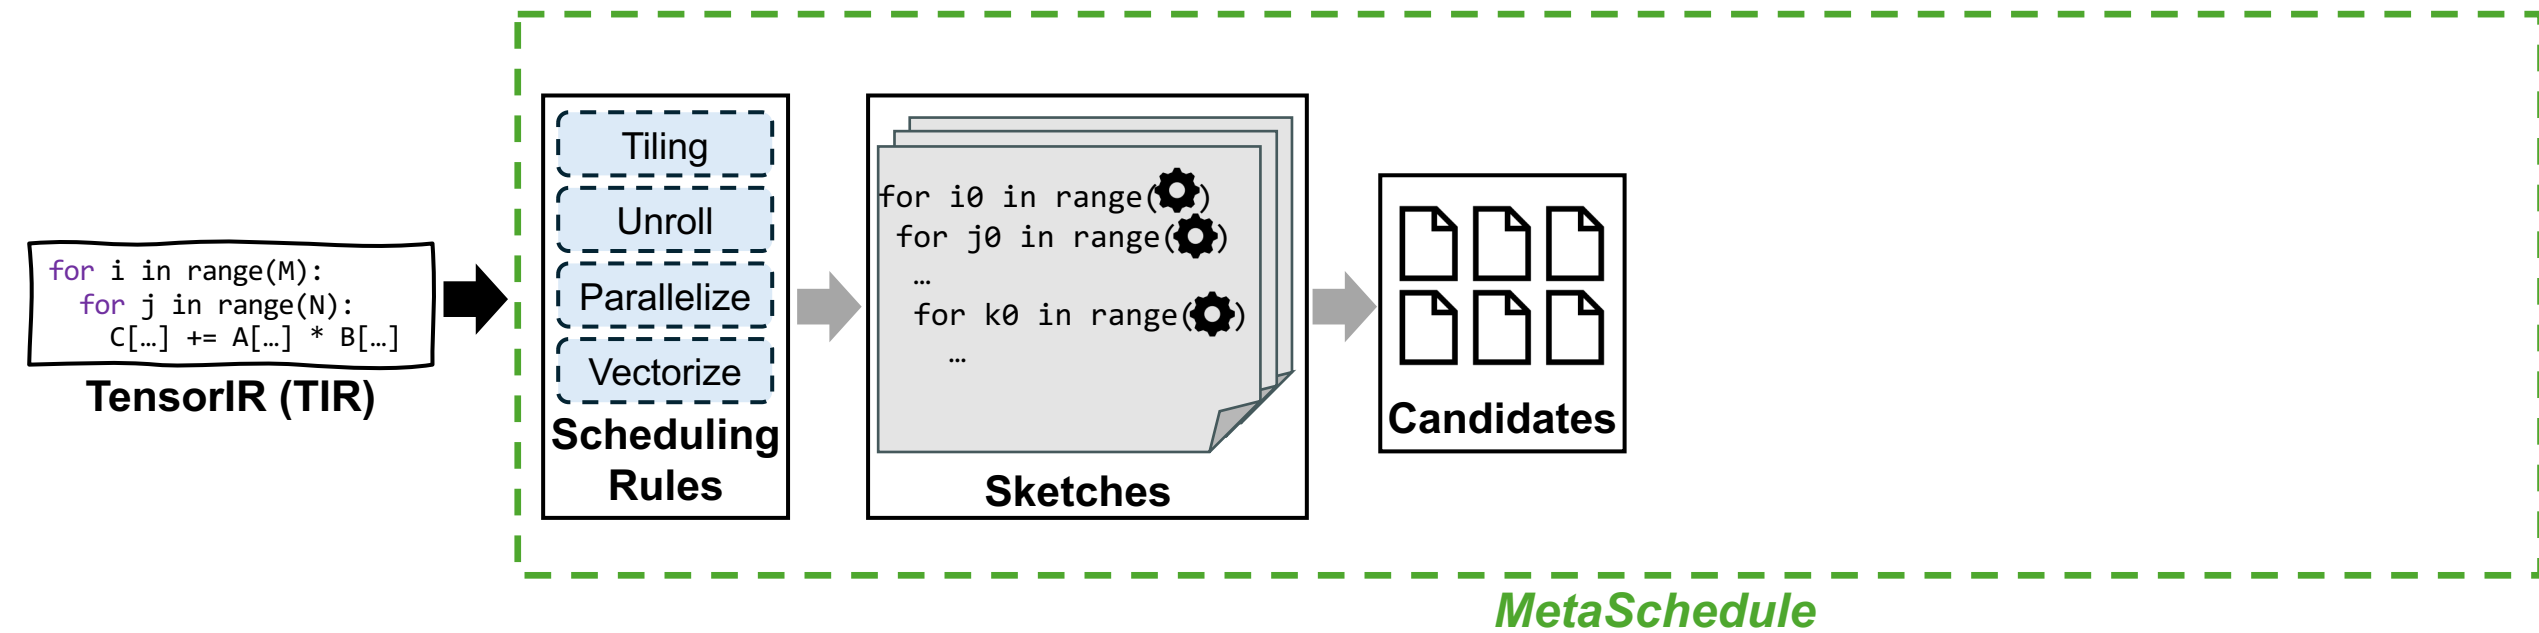 for i in range(M):
for j in range(N):
C[…] += A[…] * B[…]
TensorIR (TIR)
Tiling
Unroll
Parallelize
Vectorize
Scheduling
Rules
for i0 in range( )
for j0 in range( )
…
for k0 in range( )
…
Sketches
Candidates
MetaSchedule